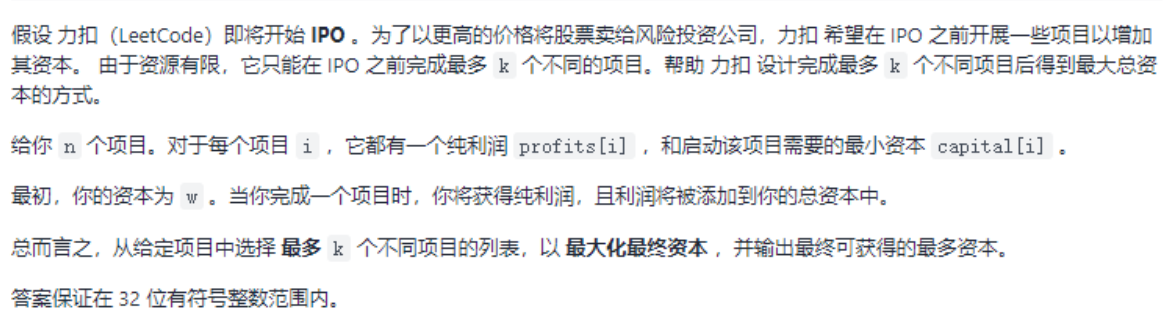 假设 力扣（LeetCode）即将开始 IPO 。为了以更高的价格将股票卖给风险投资公司，力扣 希望在 IPO 之前开展一些项目以增加
其资本。 由于资源有限，它只能在 IPO 之前完成最多 k 个不同的项目。帮助 力扣 设计完成最多 k 个不同项目后得到最大总资
本的方式。
给你 n 个项目。对于每个项目 i ，它都有一个纯利润 profits[i] ，和启动该项目需要的最小资本 capital[i] 。
最初，你的资本为 w 。当你完成一个项目时，你将获得纯利润，且利润将被添加到你的总资本中。
总而言之，从给定项目中选择 最多 k 个不同项目的列表，以 最大化最终资本 ，并输出最终可获得的最多资本。
答案保证在 32 位有符号整数范围内。